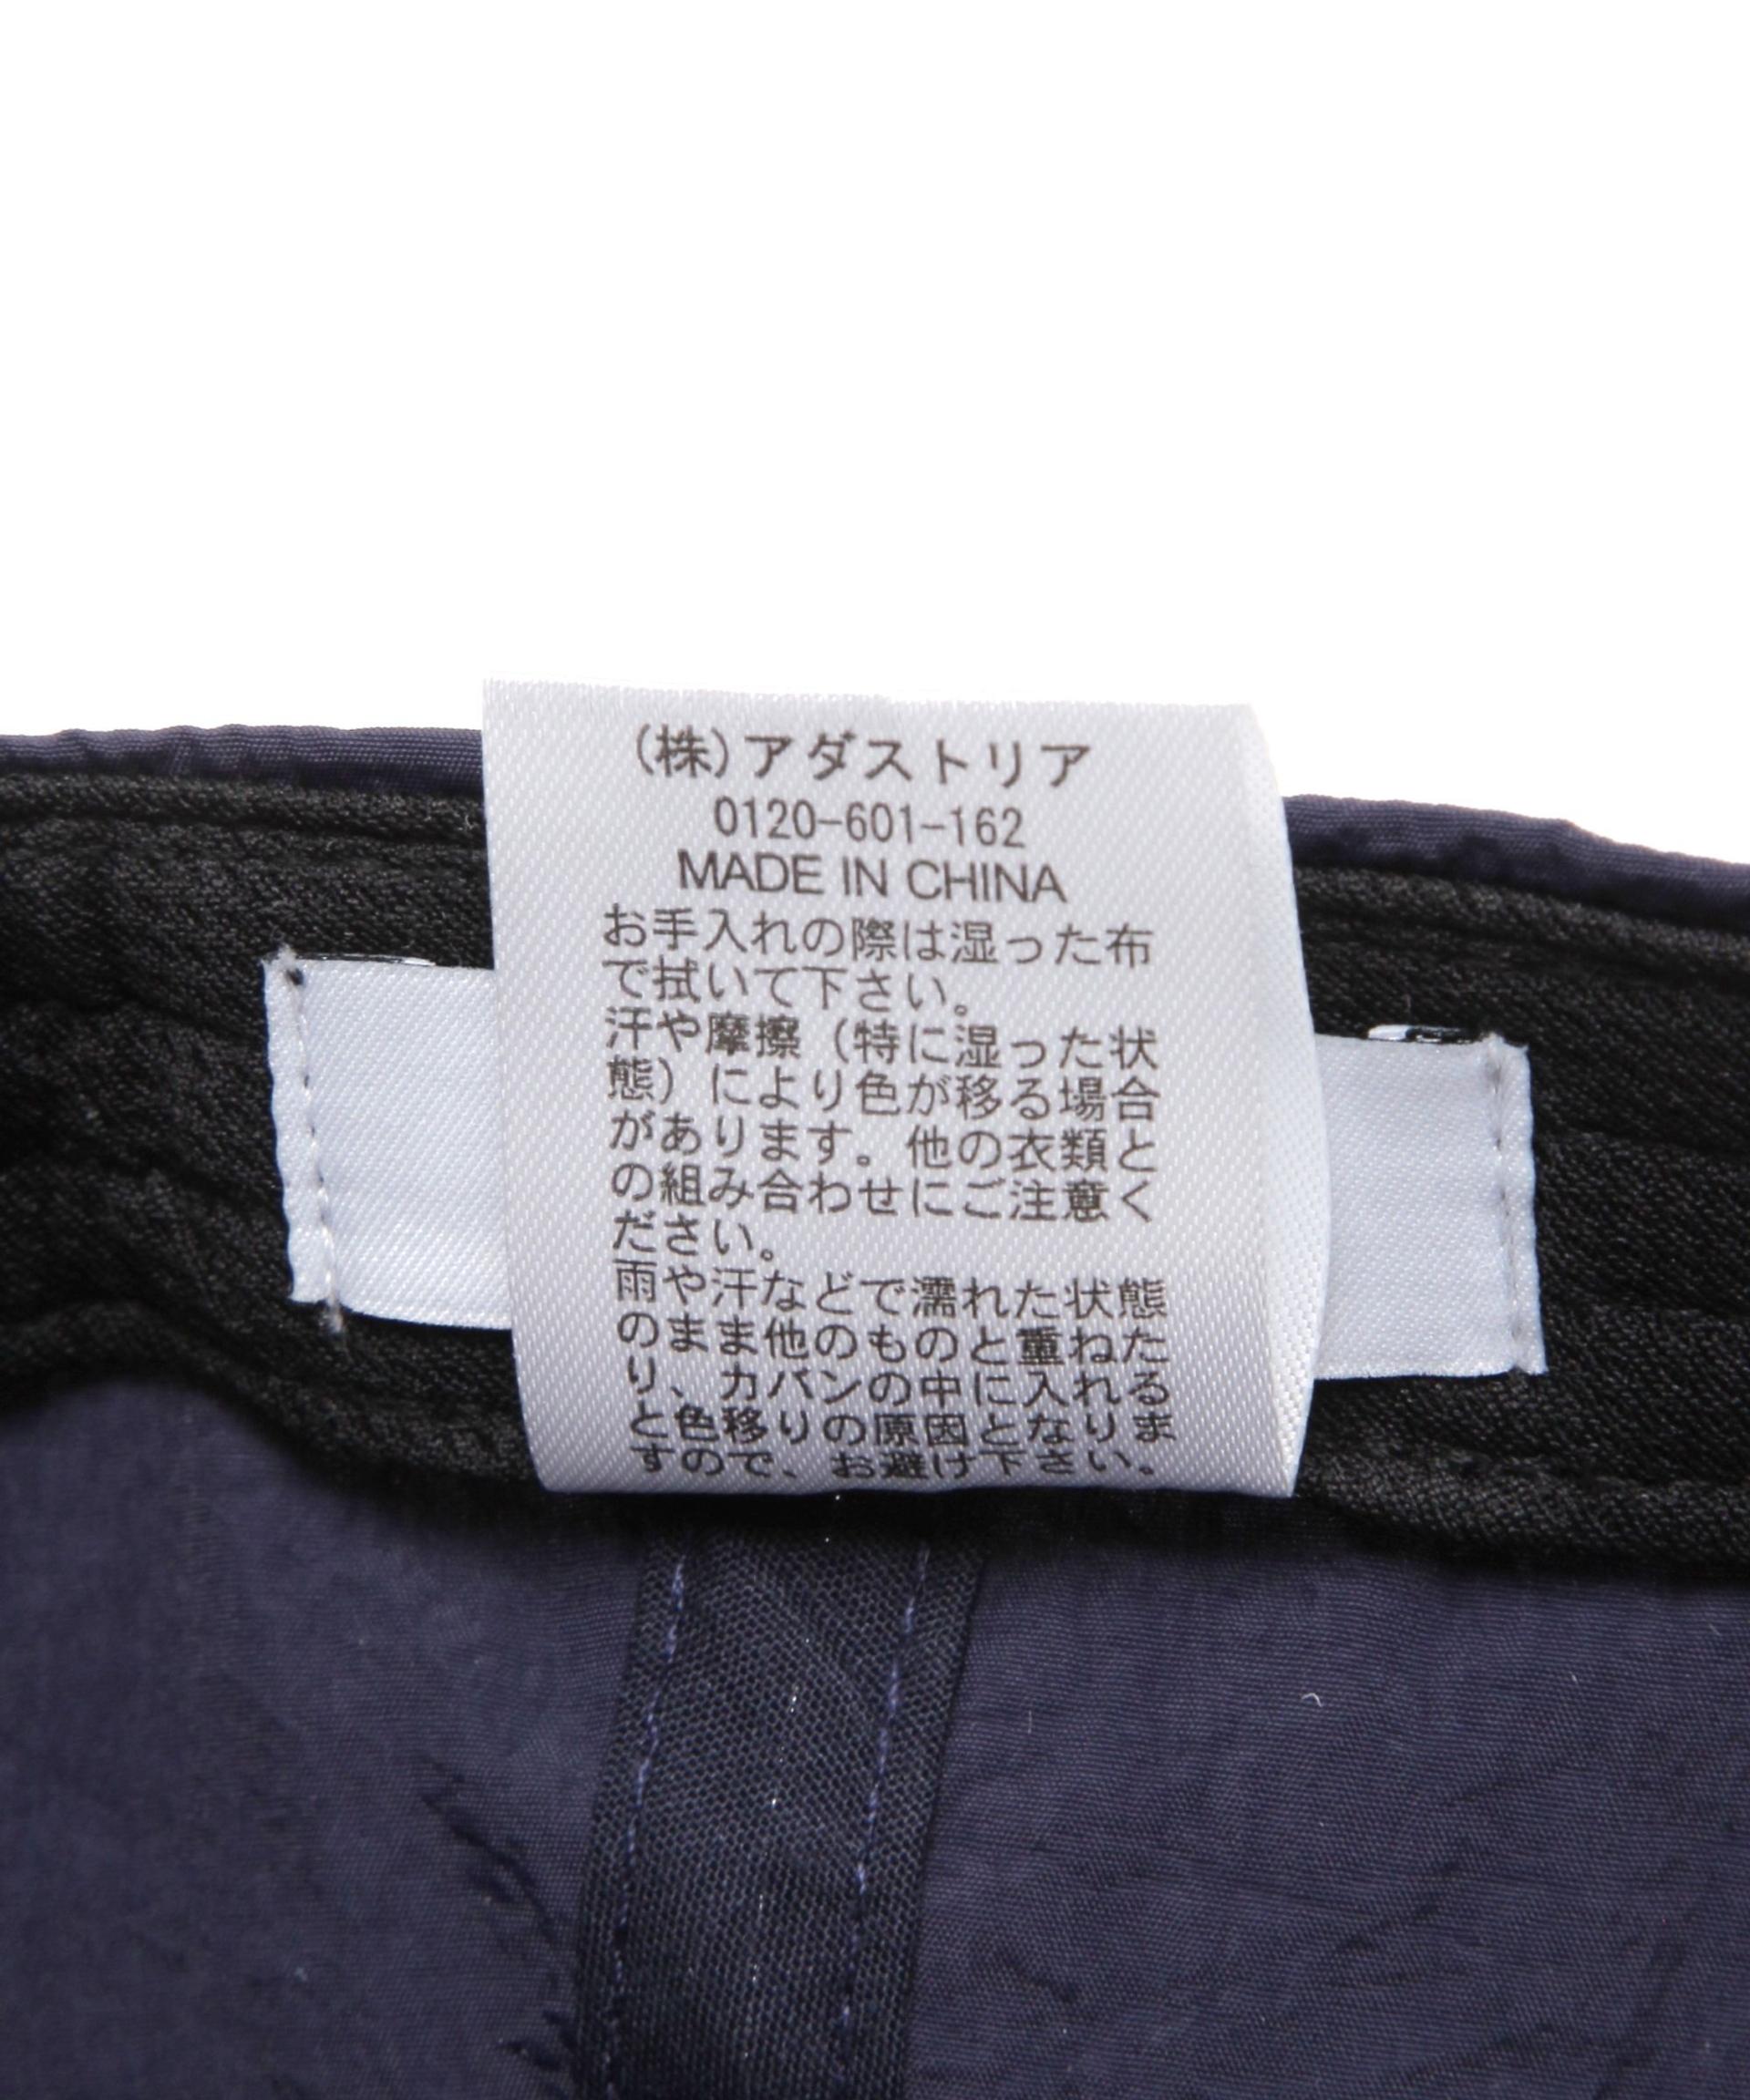 (株)アダストリア
0120-601-162
MADE IN CHINA
お手入れの際は湿った布
で拭いて下さい。
汗や摩擦（特に湿った状
態）により色が移る場合
があります。他の衣類と
の組み合わせにご注意く
ださい。
雨や汗などで濡れた状態
のまま他のものと重ねた
り、カバンの中に入れる
と色移りの原因となりま
すので、お避け下さい。